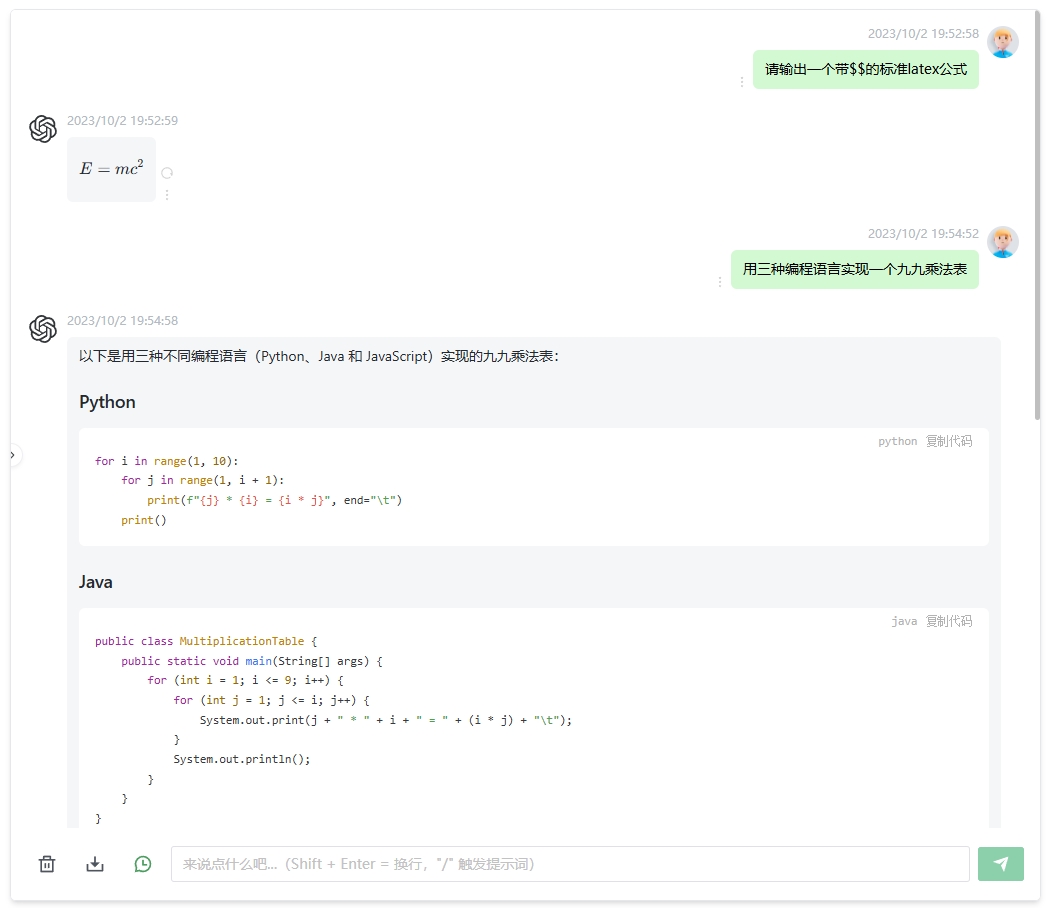 2023/10/2 19:52:58
请输出一个带$$的标准latex公式
2023/10/2 19:52:59
E = mc²
2023/10/2 19:54:52
用三种编程语言实现一个九九乘法表
2023/10/2 19:54:58
以下是用三种不同编程语言（Python、Java 和 JavaScript）实现的九九乘法表：
Python
python 复制代码
for i in range(1, 10):
    for j in range(1, i + 1):
        print(f"{j} * {i} = {i * j}", end="\t")
    print()
Java
java 复制代码
public class MultiplicationTable {
    public static void main(String[] args) {
        for (int i = 1; i <= 9; i++) {
            for (int j = 1; j <= i; j++) {
                System.out.print(j + " * " + i + " = " + (i * j) + "\t");
            }
            System.out.println();
        }
    }
}
来说点什么吧...（Shift + Enter = 换行，"/" 触发提示词）